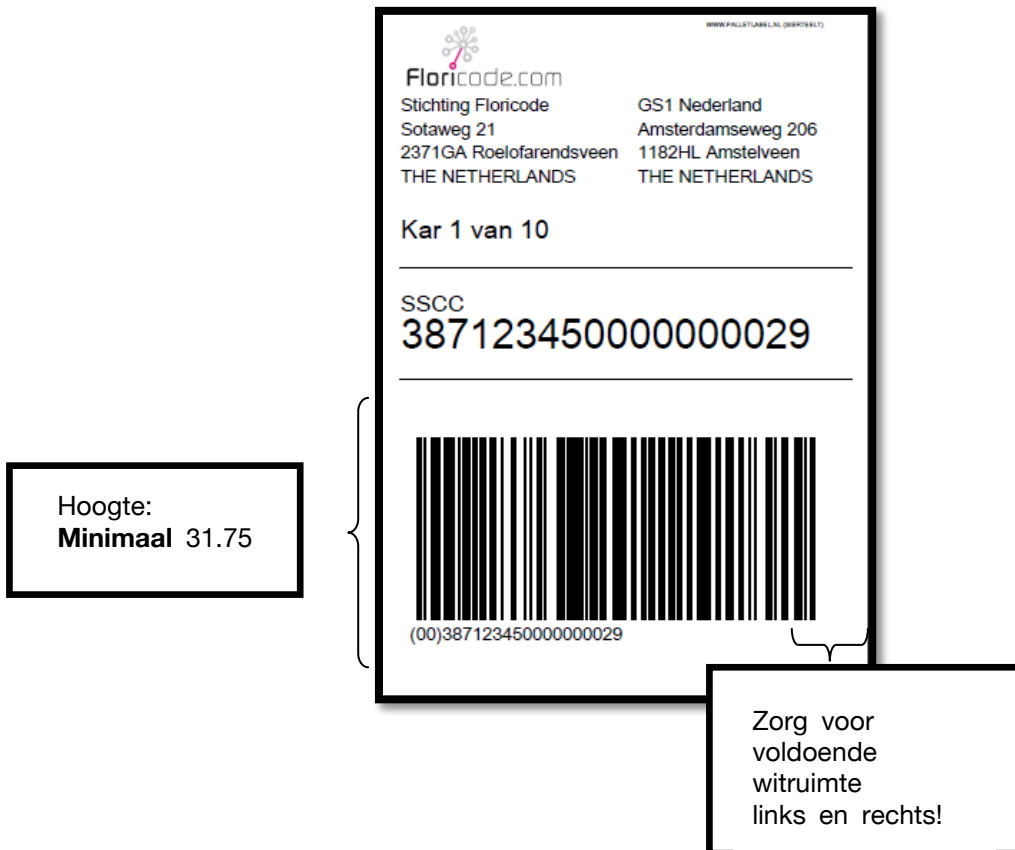 WWW.PALLETLABEL.NL (SIERTEELT)
Floricode.com
Stichting Floricode
Sotaweg 21
2371GA Roelofarendsveen
THE NETHERLANDS
GS1 Nederland
Amsterdamseweg 206
1182HL Amstelveen
THE NETHERLANDS
Kar 1 van 10
SSCC
387123450000000029
(00)387123450000000029
Hoogte:
Minimaal 31.75
Zorg voor
voldoende
witruimte
links en rechts!